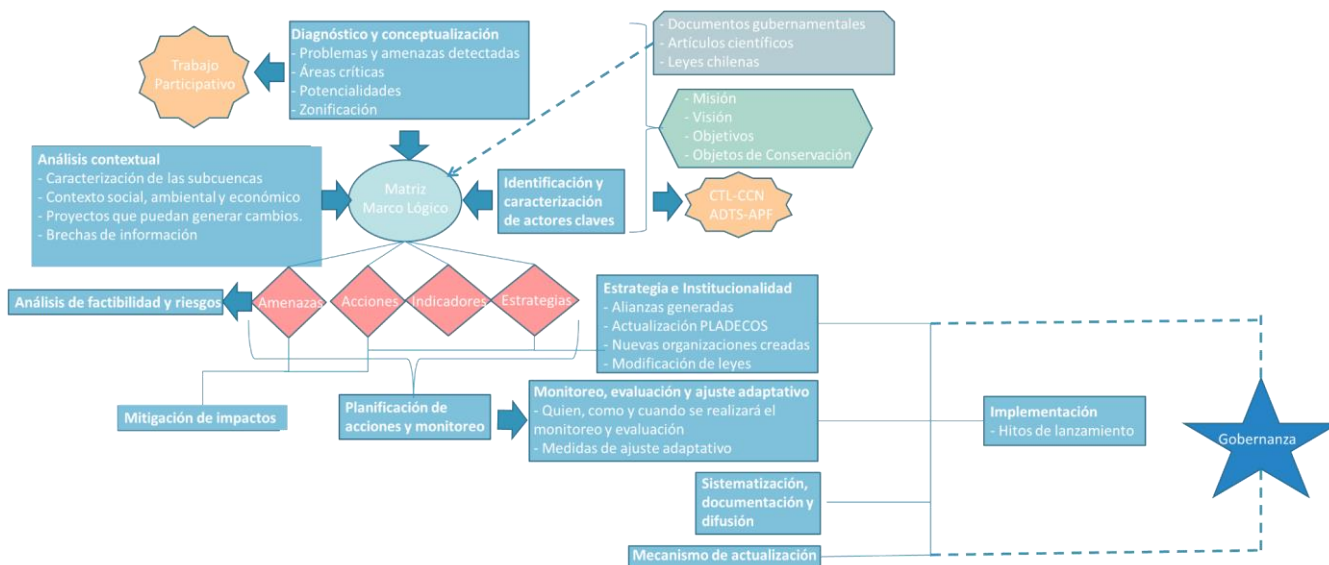 Diagnóstico y conceptualización
- Problemas y amenazas detectadas
- Áreas críticas
- Potencialidades
- Zonificación
Trabajo
Participativo
- Documentos gubernamentales
- Artículos científicos
- Leyes chilenas
- Misión
- Visión
- Objetivos
- Objetos de Conservación
Análisis contextual
- Caracterización de las subcuencas
- Contexto social, ambiental y económico
- Proyectos que puedan generar cambios.
- Brechas de información
Matriz
Marco Lógico
Identificación y
caracterización
de actores claves
CTL-CCN
ADTS-APF
Análisis de factibilidad y riesgos
Amenazas
Acciones
Indicadores
Estrategias
Estrategia e Institucionalidad
- Alianzas generadas
- Actualización PLADECOS
- Nuevas organizaciones creadas
- Modificación de leyes
Mitigación de impactos
Planificación de
acciones y monitoreo
Monitoreo, evaluación y ajuste adaptativo
- Quien, como y cuando se realizará el
monitoreo y evaluación
- Medidas de ajuste adaptativo
Implementación
- Hitos de lanzamiento
Gobernanza
Sistematización,
documentación y
difusión
Mecanismo de actualización